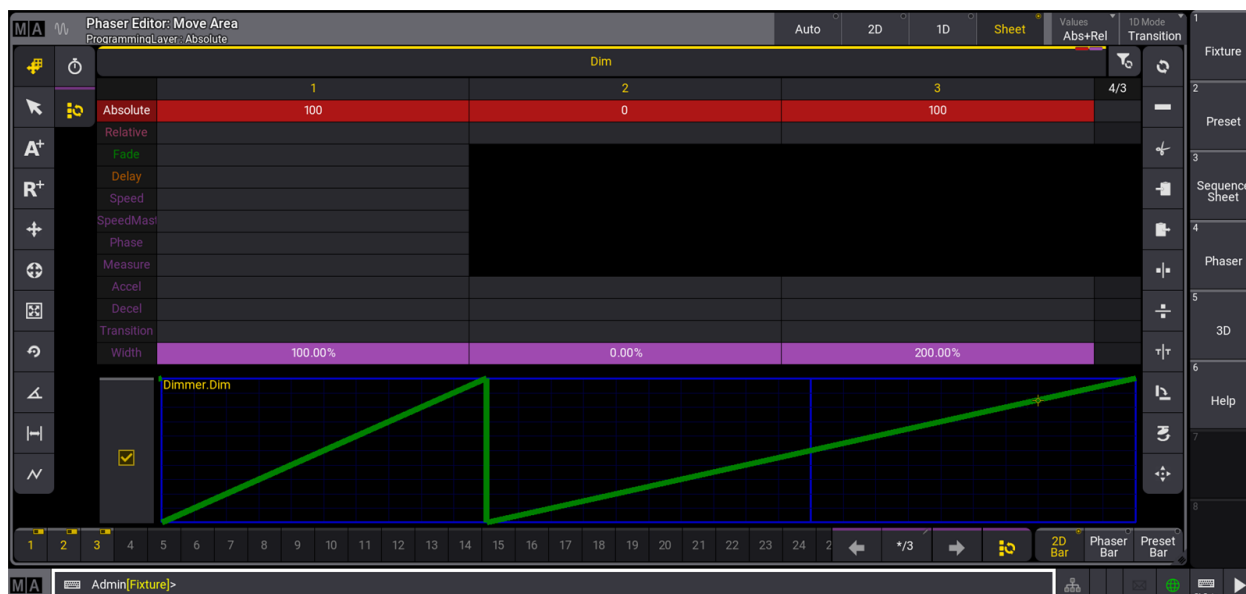 MA Phaser Editor: Move Area
ProgrammingLayer: Absolute
Auto 2D 1D Sheet
Values
Abs+Rel
1D Mode
Transition
Dim
1 2 3 4/3
Absolute 100 0 100
Relative
Fade
Delay
Speed
SpeedMast
Phase
Measure
Accel
Decel
Transition
Width 100.00% 0.00% 200.00%
Dimmer.Dim
A+
R+
T|T
1 2 3 4 5 6 7 8 9 10 11 12 13 14 15 16 17 18 19 20 21 22 23 24 2
*/3
2D
Bar
Phaser
Bar
Preset
Bar
1
Fixture
2
Preset
3
Sequence
Sheet
4
Phaser
5
3D
6
Help
7
8
MA Admin[Fixture]>